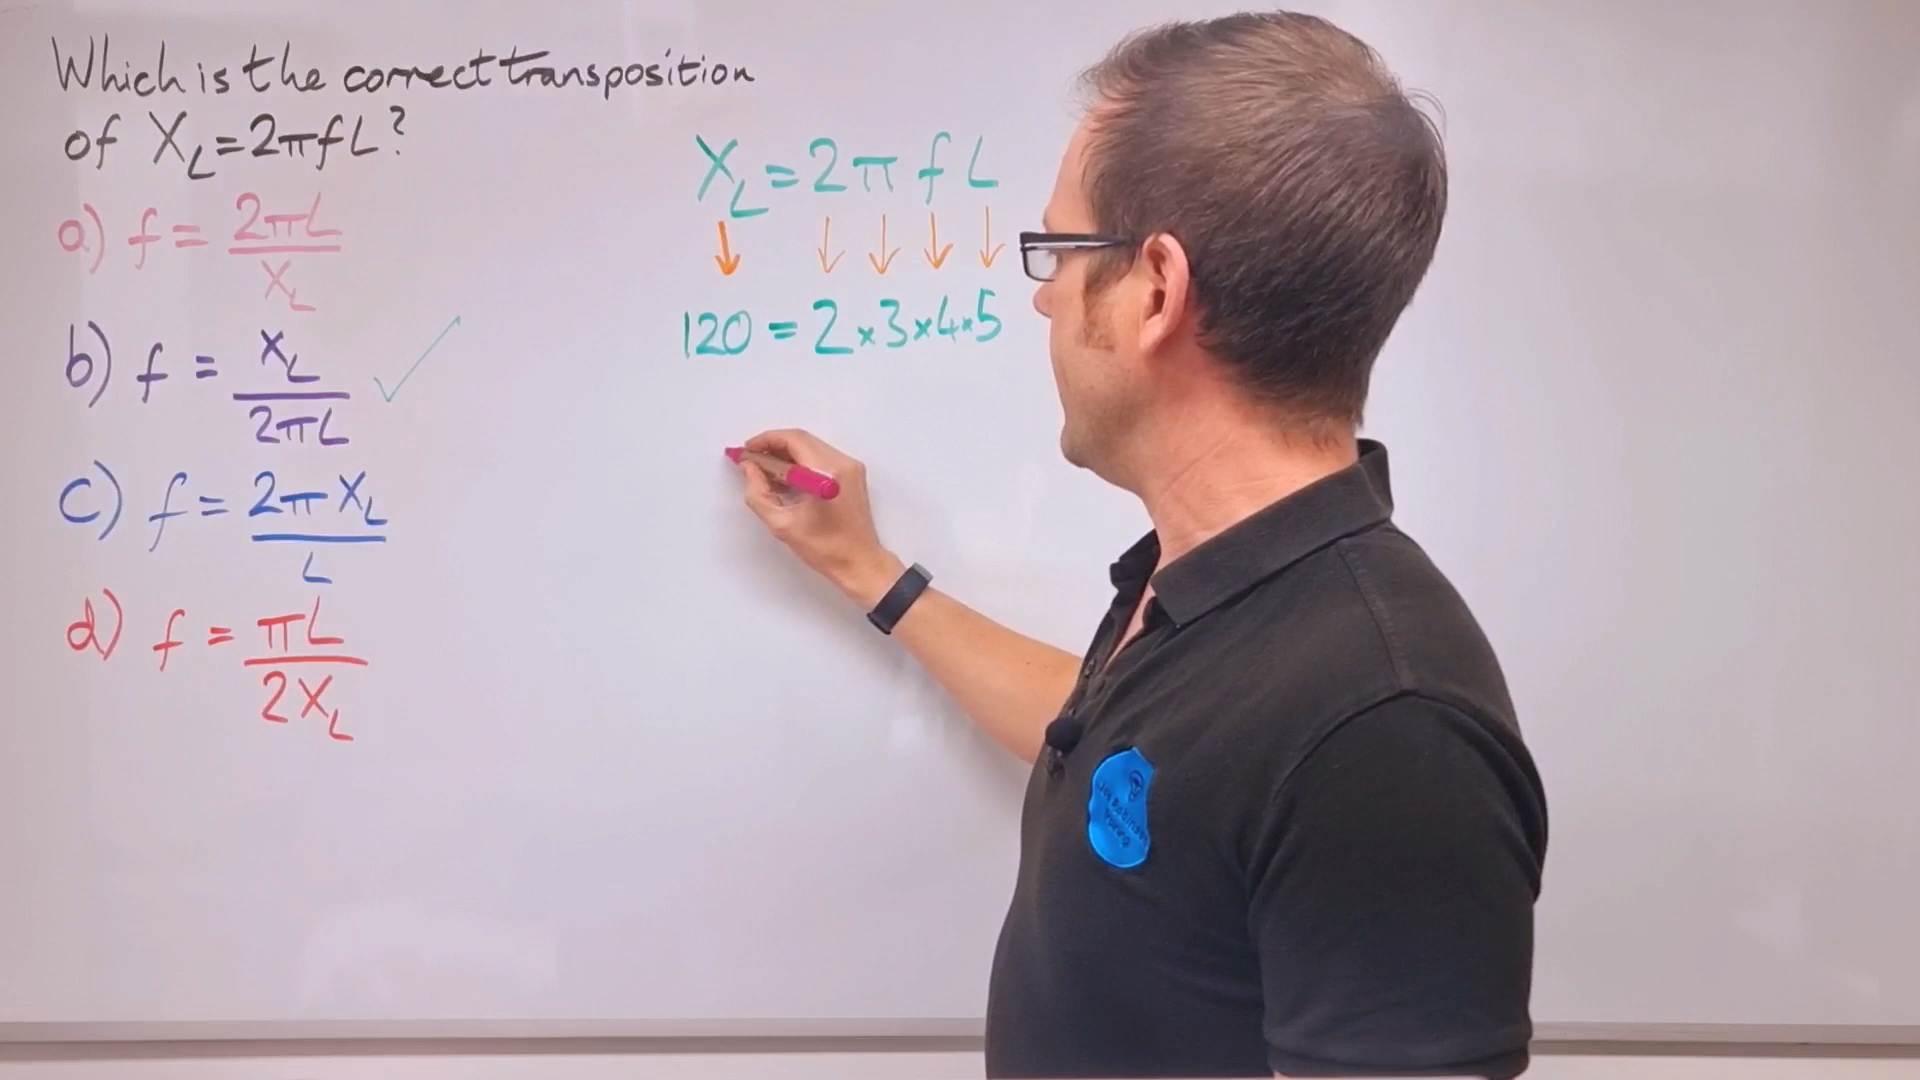 Which is the correct transposition
of X_L = 2πfL?
a) f = 2πL / X_L
b) f = X_L / 2πL ✓
c) f = 2πX_L / L
d) f = πL / 2X_L
X_L = 2πfL
↓ ↓ ↓ ↓ ↓
120 = 2×3×4×5